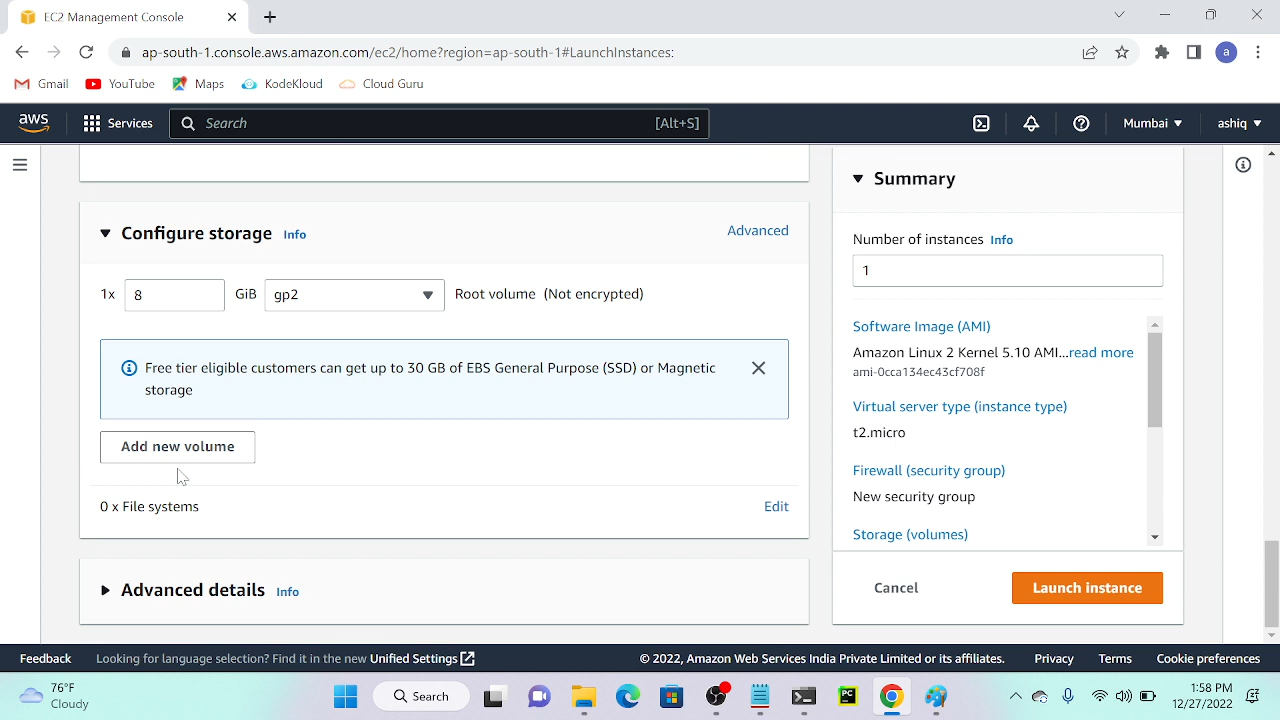 EC2 Management Console
ap-south-1.console.aws.amazon.com/ec2/home?region=ap-south-1#LaunchInstances:
a
Gmail
YouTube
Maps
KodeKloud
Cloud Guru
aws
Services
Search
[Alt+S]
Mumbai
ashiq
Configure storage
Info
Advanced
1x
8
GiB
gp2
Root volume (Not encrypted)
Free tier eligible customers can get up to 30 GB of EBS General Purpose (SSD) or Magnetic
storage
Add new volume
0 x File systems
Edit
Advanced details
Info
Summary
Number of instances Info
1
Software Image (AMI)
Amazon Linux 2 Kernel 5.10 AMI...read more
ami-0cca134ec43cf708f
Virtual server type (instance type)
t2.micro
Firewall (security group)
New security group
Storage (volumes)
Cancel
Launch instance
Feedback
Looking for language selection? Find it in the new Unified Settings
© 2022, Amazon Web Services India Private Limited or its affiliates.
Privacy
Terms
Cookie preferences
76°F
Cloudy
Search
PC
1:58 PM
12/27/2022